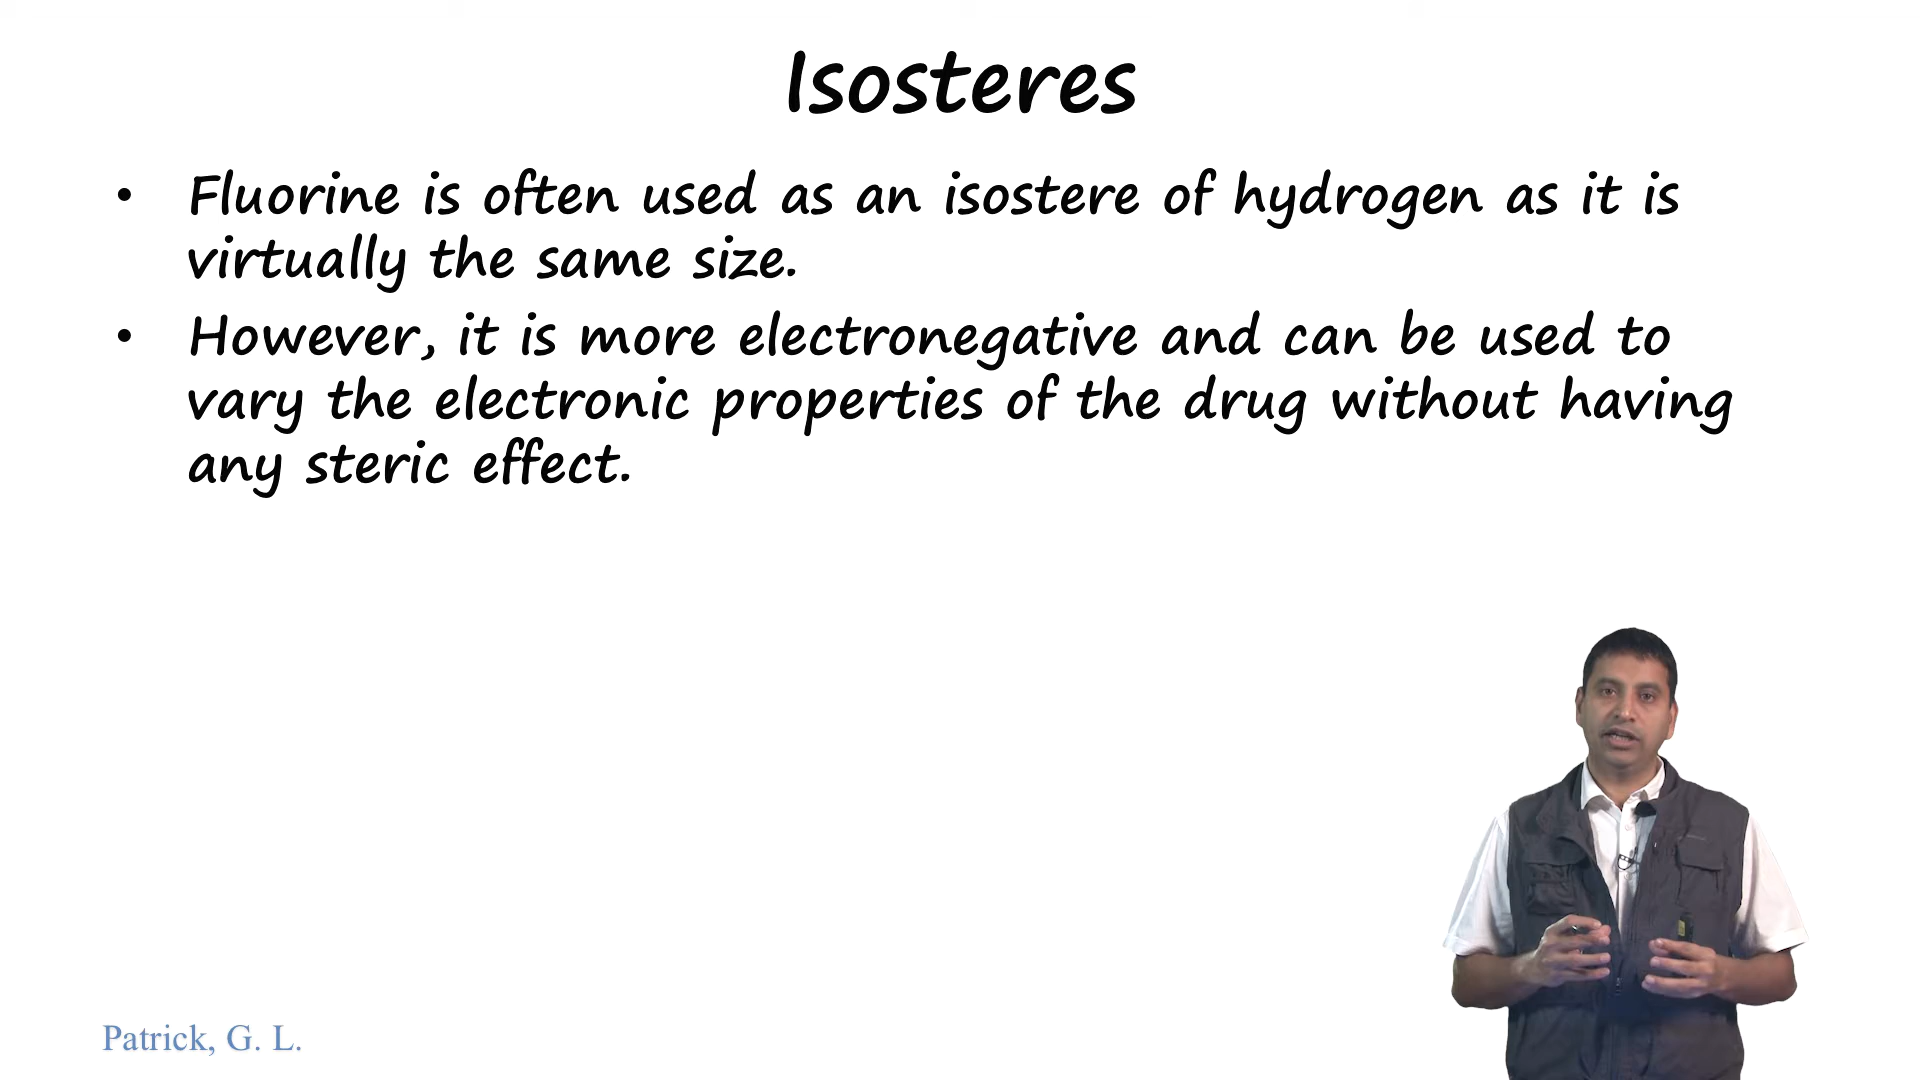 Isosteres
• Fluorine is often used as an isostere of hydrogen as it is
virtually the same size.
• However, it is more electronegative and can be used to
vary the electronic properties of the drug without having
any steric effect.
Patrick, G. L.